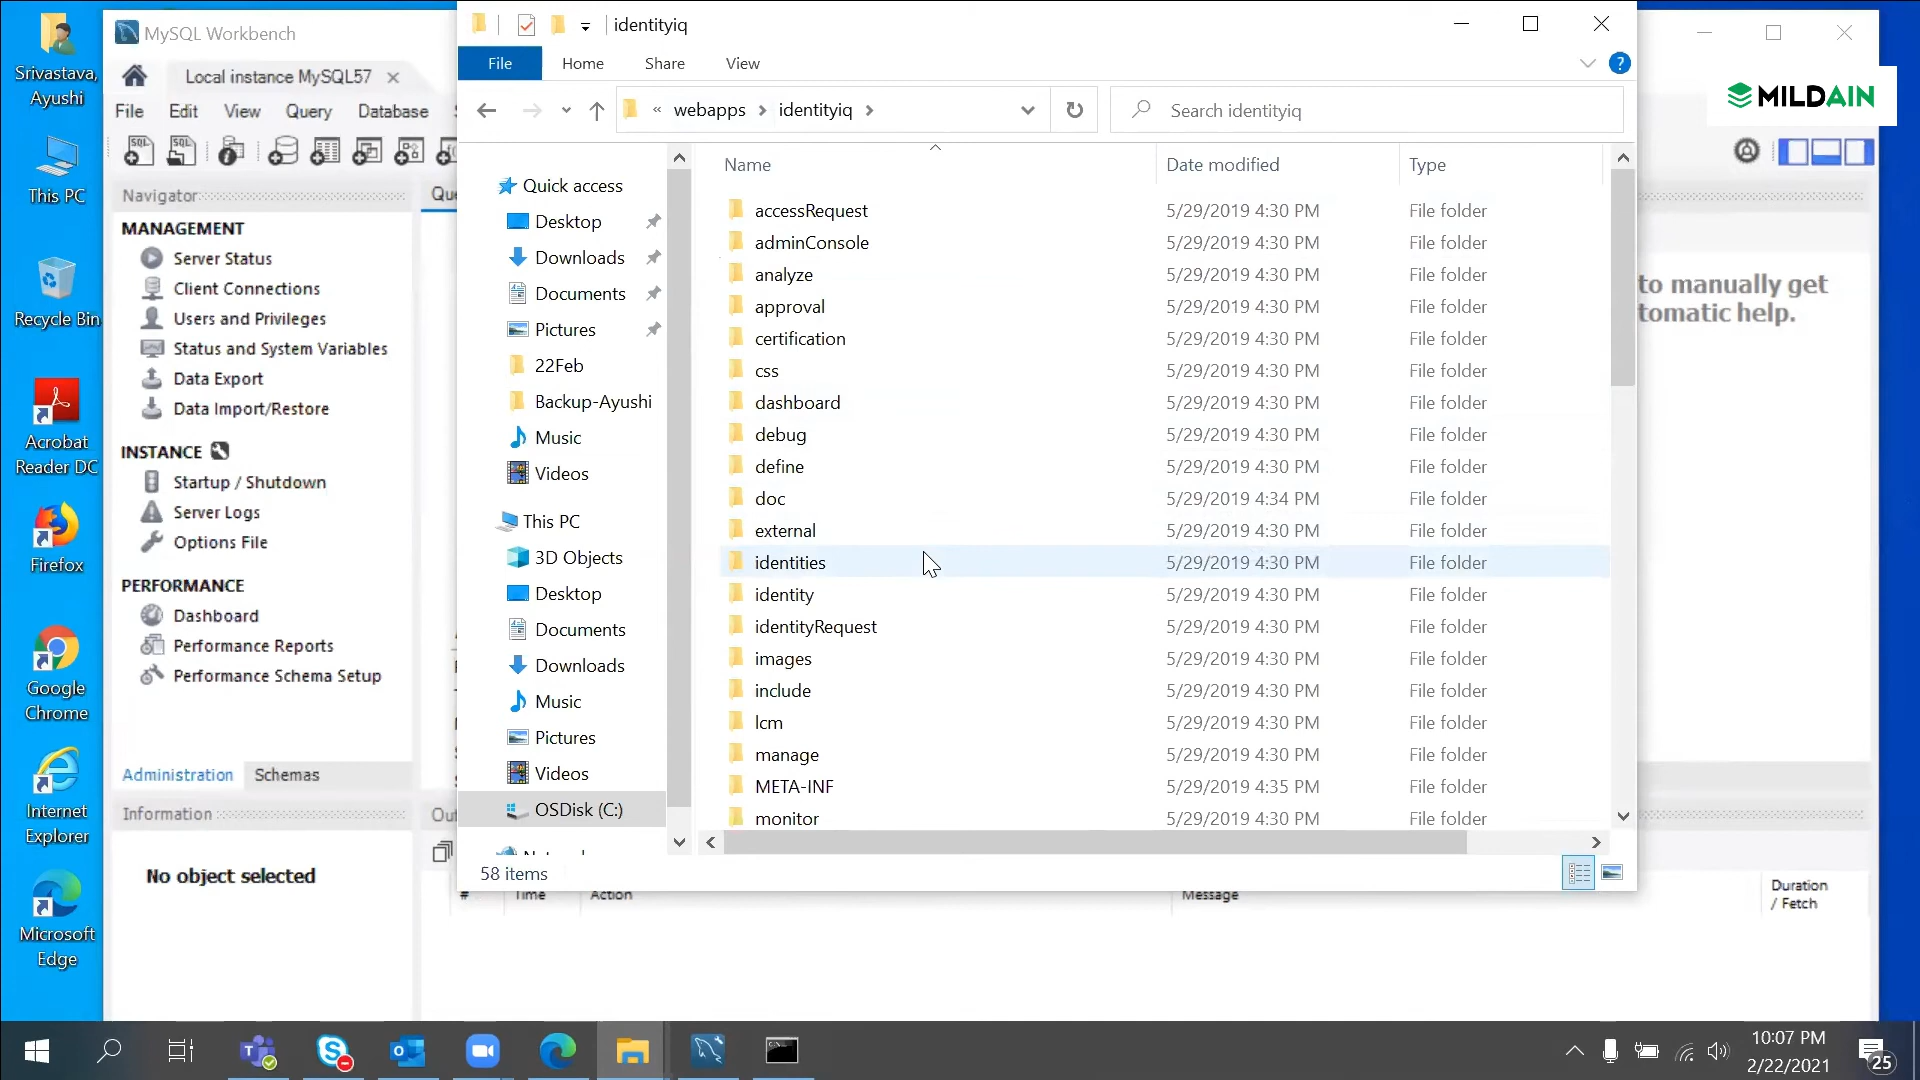 Srivastava,
Ayushi
This PC
Recycle Bin
Acrobat
Reader DC
Firefox
Google
Chrome
Internet
Explorer
Microsoft
Edge
MySQL Workbench
Local instance MySQL57
File Edit View Query Database
Navigator
MANAGEMENT
Server Status
Client Connections
Users and Privileges
Status and System Variables
Data Export
Data Import/Restore
INSTANCE
Startup / Shutdown
Server Logs
Options File
PERFORMANCE
Dashboard
Performance Reports
Performance Schema Setup
Administration Schemas
Information
No object selected
identityiq
File Home Share View
« webapps > identityiq >
Search identityiq
Quick access
Desktop
Downloads
Documents
Pictures
22Feb
Backup-Ayushi
Music
Videos
This PC
3D Objects
Desktop
Documents
Downloads
Music
Pictures
Videos
OSDisk (C:)
Name Date modified Type
accessRequest 5/29/2019 4:30 PM File folder
adminConsole 5/29/2019 4:30 PM File folder
analyze 5/29/2019 4:30 PM File folder
approval 5/29/2019 4:30 PM File folder
certification 5/29/2019 4:30 PM File folder
css 5/29/2019 4:30 PM File folder
dashboard 5/29/2019 4:30 PM File folder
debug 5/29/2019 4:30 PM File folder
define 5/29/2019 4:30 PM File folder
doc 5/29/2019 4:34 PM File folder
external 5/29/2019 4:30 PM File folder
identities 5/29/2019 4:30 PM File folder
identity 5/29/2019 4:30 PM File folder
identityRequest 5/29/2019 4:30 PM File folder
images 5/29/2019 4:30 PM File folder
include 5/29/2019 4:30 PM File folder
lcm 5/29/2019 4:30 PM File folder
manage 5/29/2019 4:30 PM File folder
META-INF 5/29/2019 4:35 PM File folder
monitor 5/29/2019 4:30 PM File folder
58 items
MILDAIN
to manually get
tomatic help.
# Time Action Message Duration
/ Fetch
10:07 PM
2/22/2021
25